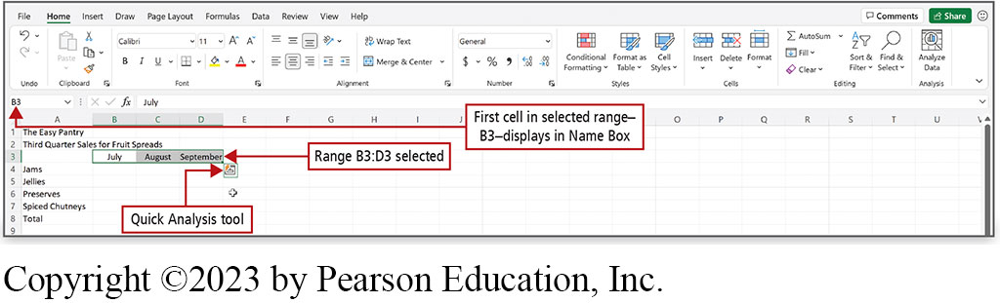 File Home Insert Draw Page Layout Formulas Data Review View Help Comments Share
Calibri 11 A A Wrap Text General AutoSum
Paste B I U A Merge & Center $ % Conditional Formatting Format as Table Cell Styles Insert Delete Format Fill Clear Sort & Filter Find & Select Analyze Data
Undo Clipboard Font Alignment Number Styles Cells Editing Analysis
B3 fx July
A B C D E F G H I J K L M N O P Q R S T U
1 The Easy Pantry
2 Third Quarter Sales for Fruit Spreads
3 July August September
4 Jams
5 Jellies
6 Preserves
7 Spiced Chutneys
8 Total
9
First cell in selected range–
B3–displays in Name Box
Range B3:D3 selected
Quick Analysis tool
Copyright ©2023 by Pearson Education, Inc.